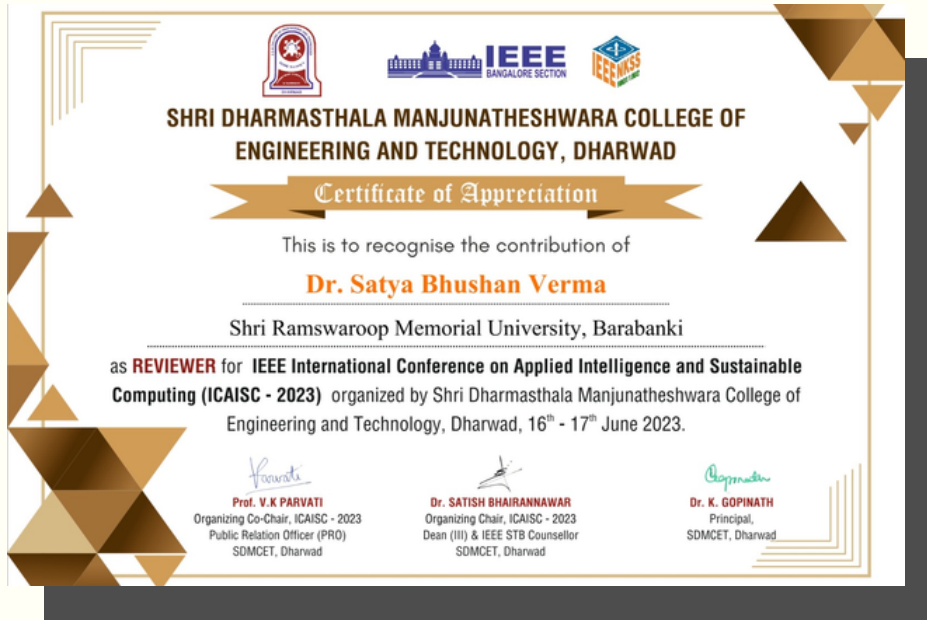 IEEE
BANGALORE SECTION
IEEE NKSS
SHRI DHARMASTHALA MANJUNATHESHWARA COLLEGE OF
ENGINEERING AND TECHNOLOGY, DHARWAD
Certificate of Appreciation
This is to recognise the contribution of
Dr. Satya Bhushan Verma
Shri Ramswaroop Memorial University, Barabanki
as REVIEWER for IEEE International Conference on Applied Intelligence and Sustainable
Computing (ICAISC - 2023) organized by Shri Dharmasthala Manjunatheshwara College of
Engineering and Technology, Dharwad, 16th - 17th June 2023.
Parvati
Prof. V.K PARVATI
Organizing Co-Chair, ICAISC - 2023
Public Relation Officer (PRO)
SDMCET, Dharwad
Dr. SATISH BHAIRANNAWAR
Organizing Chair, ICAISC - 2023
Dean (III) & IEEE STB Counsellor
SDMCET, Dharwad
Dr. K. GOPINATH
Principal,
SDMCET, Dharwad